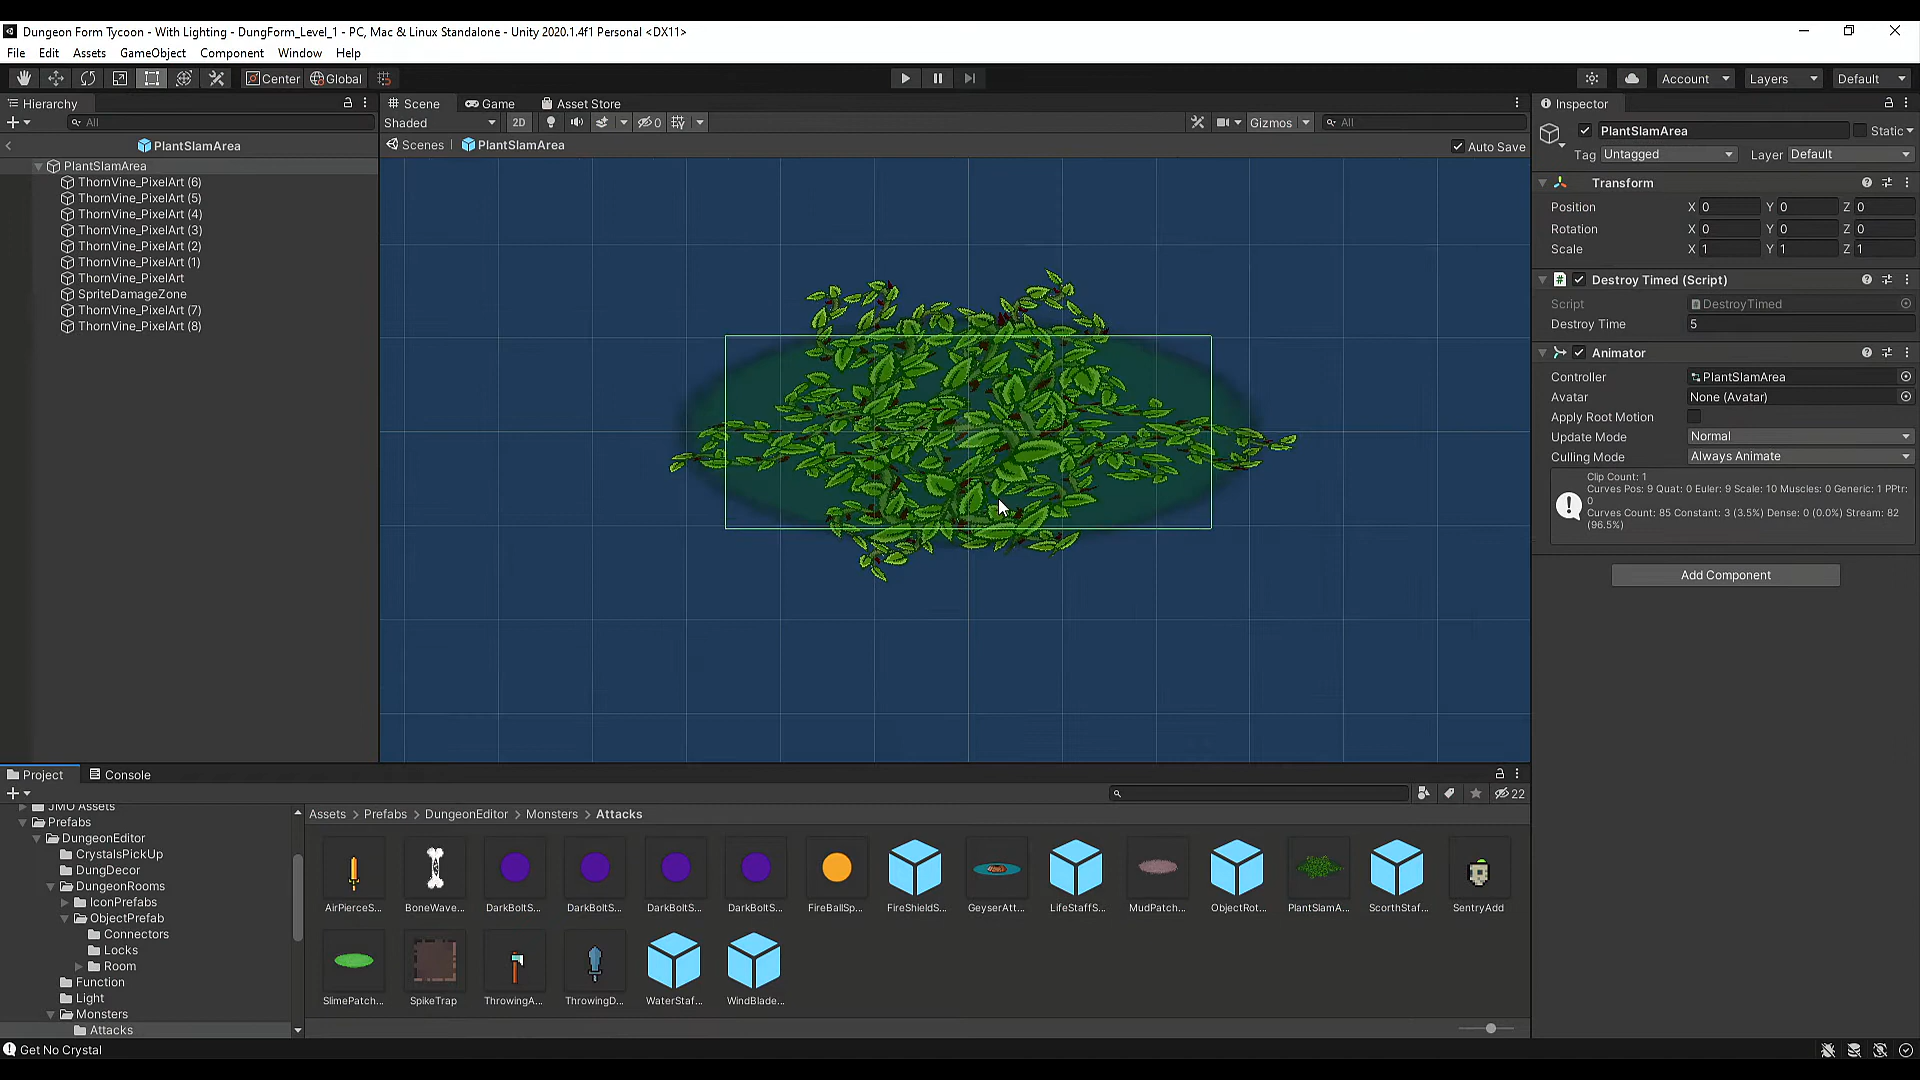 Dungeon Form Tycoon - With Lighting - DungForm_Level_1 - PC, Mac & Linux Standalone - Unity 2020.1.4f1 Personal <DX11>
File Edit Assets GameObject Component Window Help
Center Global
Account Layers Default
Hierarchy
All
PlantSlamArea
PlantSlamArea
ThornVine_PixelArt (6)
ThornVine_PixelArt (5)
ThornVine_PixelArt (4)
ThornVine_PixelArt (3)
ThornVine_PixelArt (2)
ThornVine_PixelArt (1)
ThornVine_PixelArt
SpriteDamageZone
ThornVine_PixelArt (7)
ThornVine_PixelArt (8)
Scene Game Asset Store
Shaded 2D 0 Gizmos All
Scenes PlantSlamArea Auto Save
Inspector
PlantSlamArea Static
Tag Untagged Layer Default
Transform
Position X 0 Y 0 Z 0
Rotation X 0 Y 0 Z 0
Scale X 1 Y 1 Z 1
Destroy Timed (Script)
Script DestroyTimed
Destroy Time 5
Animator
Controller PlantSlamArea
Avatar None (Avatar)
Apply Root Motion
Update Mode Normal
Culling Mode Always Animate
Clip Count: 1
Curves Pos: 9 Quat: 0 Euler: 9 Scale: 10 Muscles: 0 Generic: 1 PPtr:
0
Curves Count: 85 Constant: 3 (3.5%) Dense: 0 (0.0%) Stream: 82
(96.5%)
Add Component
Project Console
22
JMO Assets
Prefabs
DungeonEditor
CrystalsPickUp
DungDecor
DungeonRooms
IconPrefabs
ObjectPrefab
Connectors
Locks
Room
Function
Light
Monsters
Attacks
Assets > Prefabs > DungeonEditor > Monsters > Attacks
AirPierceS... BoneWave... DarkBoltS... DarkBoltS... DarkBoltS... DarkBoltS... FireBallSp... FireShieldS... GeyserAtt... LifeStaffS... MudPatch... ObjectRot... PlantSlamA... ScorthStaf... SentryAdd
SlimePatch... SpikeTrap ThrowingA... ThrowingD... WaterStaf... WindBlade...
Get No Crystal